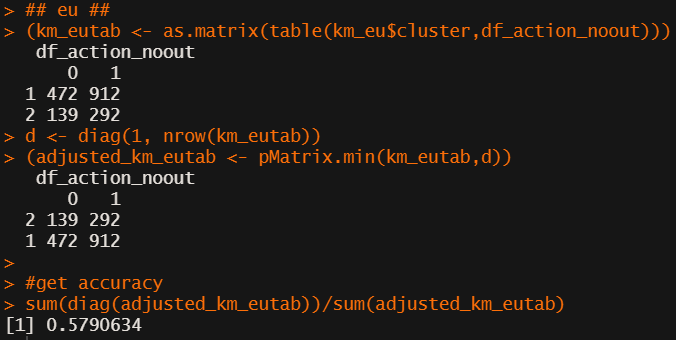 > ## eu ##
> (km_eutab <- as.matrix(table(km_eu$cluster,df_action_noout)))
   df_action_noout
      0   1
  1 472 912
  2 139 292
> d <- diag(1, nrow(km_eutab))
> (adjusted_km_eutab <- pMatrix.min(km_eutab,d))
   df_action_noout
      0   1
  2 139 292
  1 472 912
>
> #get accuracy
> sum(diag(adjusted_km_eutab))/sum(adjusted_km_eutab)
[1] 0.5790634